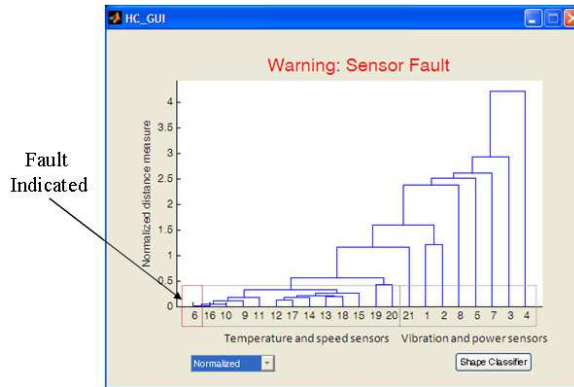 HC_GUI
Warning: Sensor Fault
Fault
Indicated
Normalized distance measure
4
3.5
3
2.5
2
1.5
1
0.5
0
6 16 10 9 11 12 17 14 13 18 15 19 20 21 1 2 8 5 7 3 4
Temperature and speed sensors
Vibration and power sensors
Normalized
Shape Classifier